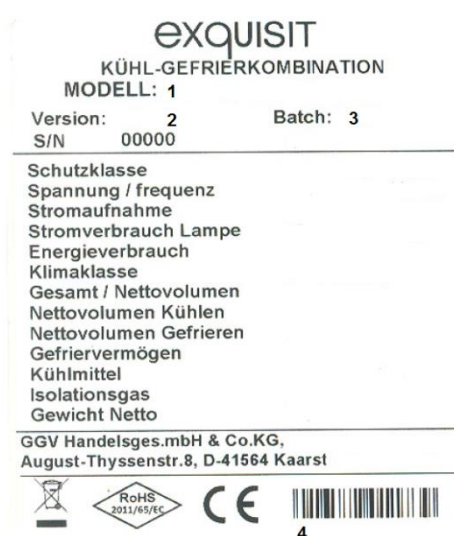 exquisit
KÜHL-GEFRIERKOMBINATION
MODELL: 1
Version: 2 Batch: 3
S/N 00000
Schutzklasse
Spannung / frequenz
Stromaufnahme
Stromverbrauch Lampe
Energieverbrauch
Klimaklasse
Gesamt / Nettovolumen
Nettovolumen Kühlen
Nettovolumen Gefrieren
Gefriervermögen
Kühlmittel
Isolationsgas
Gewicht Netto
GGV Handelsges.mbH & Co.KG,
August-Thyssenstr.8, D-41564 Kaarst
RoHS
2011/65/EC
CE
4